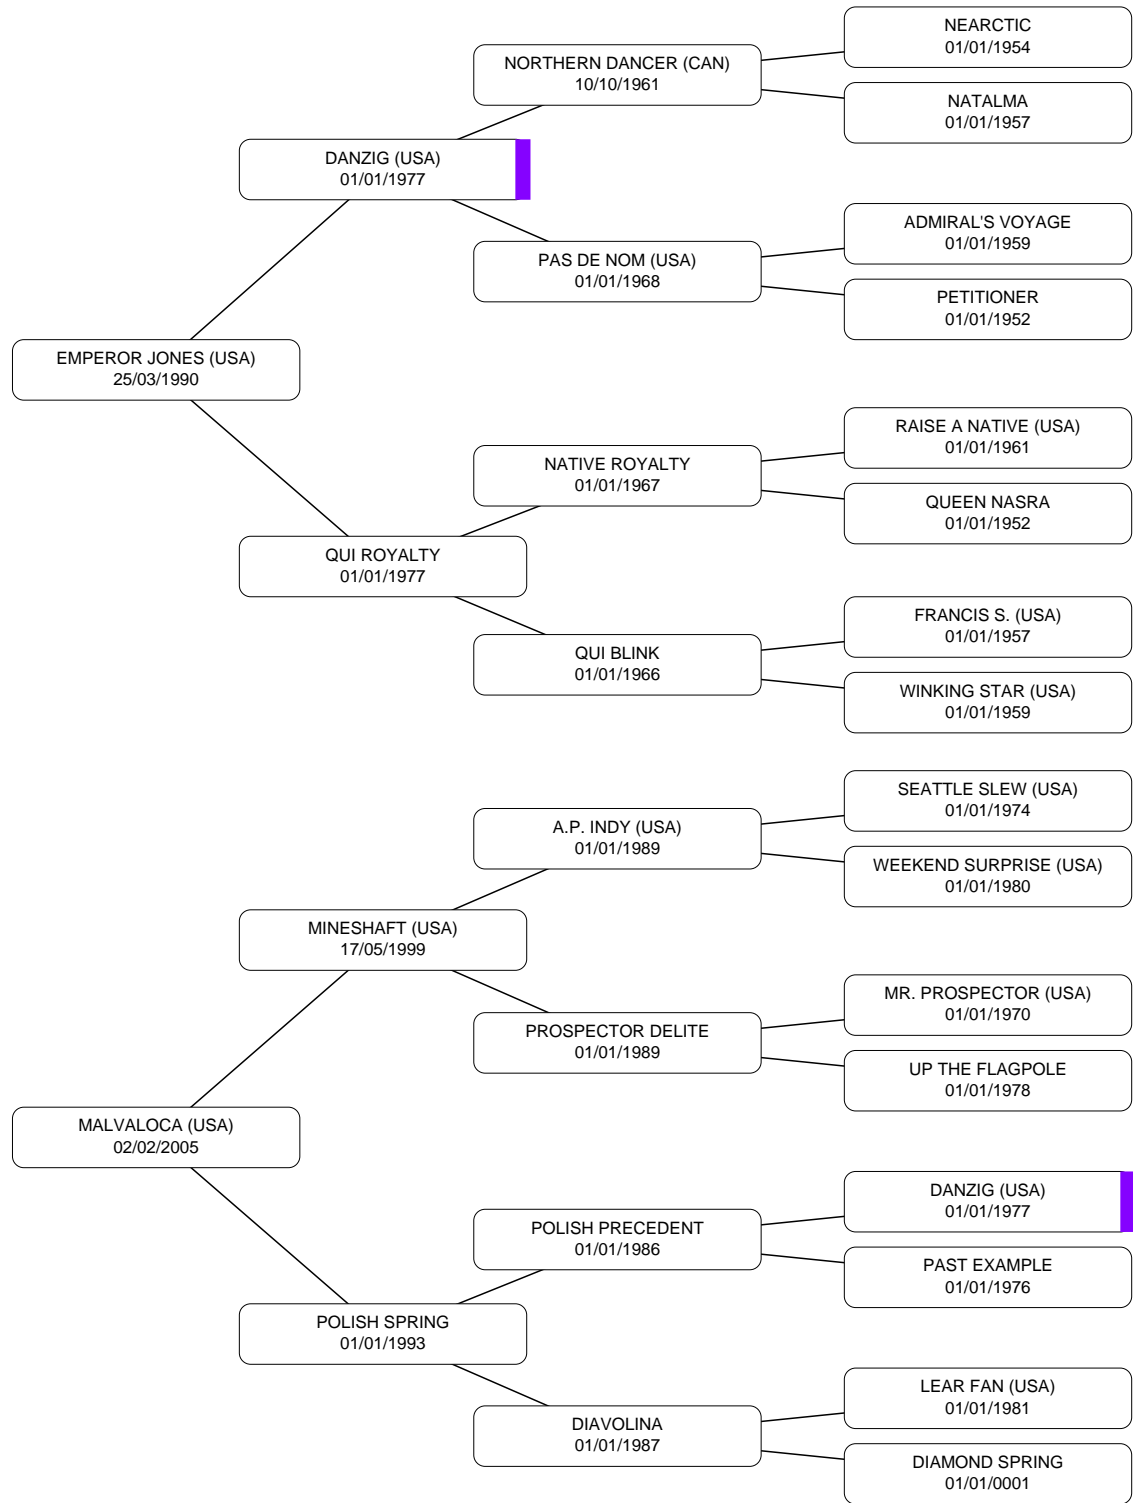 NEARCTIC
01/01/1954
NORTHERN DANCER (CAN)
10/10/1961
NATALMA
01/01/1957
DANZIG (USA)
01/01/1977
ADMIRAL'S VOYAGE
01/01/1959
PAS DE NOM (USA)
01/01/1968
PETITIONER
01/01/1952
EMPEROR JONES (USA)
25/03/1990
RAISE A NATIVE (USA)
01/01/1961
NATIVE ROYALTY
01/01/1967
QUEEN NASRA
01/01/1952
QUI ROYALTY
01/01/1977
FRANCIS S. (USA)
01/01/1957
QUI BLINK
01/01/1966
WINKING STAR (USA)
01/01/1959
SEATTLE SLEW (USA)
01/01/1974
A.P. INDY (USA)
01/01/1989
WEEKEND SURPRISE (USA)
01/01/1980
MINESHAFT (USA)
17/05/1999
MR. PROSPECTOR (USA)
01/01/1970
PROSPECTOR DELITE
01/01/1989
UP THE FLAGPOLE
01/01/1978
MALVALOCA (USA)
02/02/2005
DANZIG (USA)
01/01/1977
POLISH PRECEDENT
01/01/1986
PAST EXAMPLE
01/01/1976
POLISH SPRING
01/01/1993
LEAR FAN (USA)
01/01/1981
DIAVOLINA
01/01/1987
DIAMOND SPRING
01/01/0001